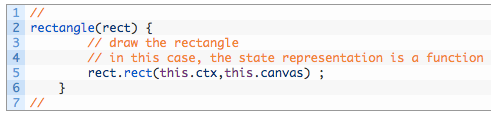 1 //
2 rectangle(rect) {
3         // draw the rectangle
4         // in this case, the state representation is a function
5         rect.rect(this.ctx,this.canvas) ;
6     }
7 //